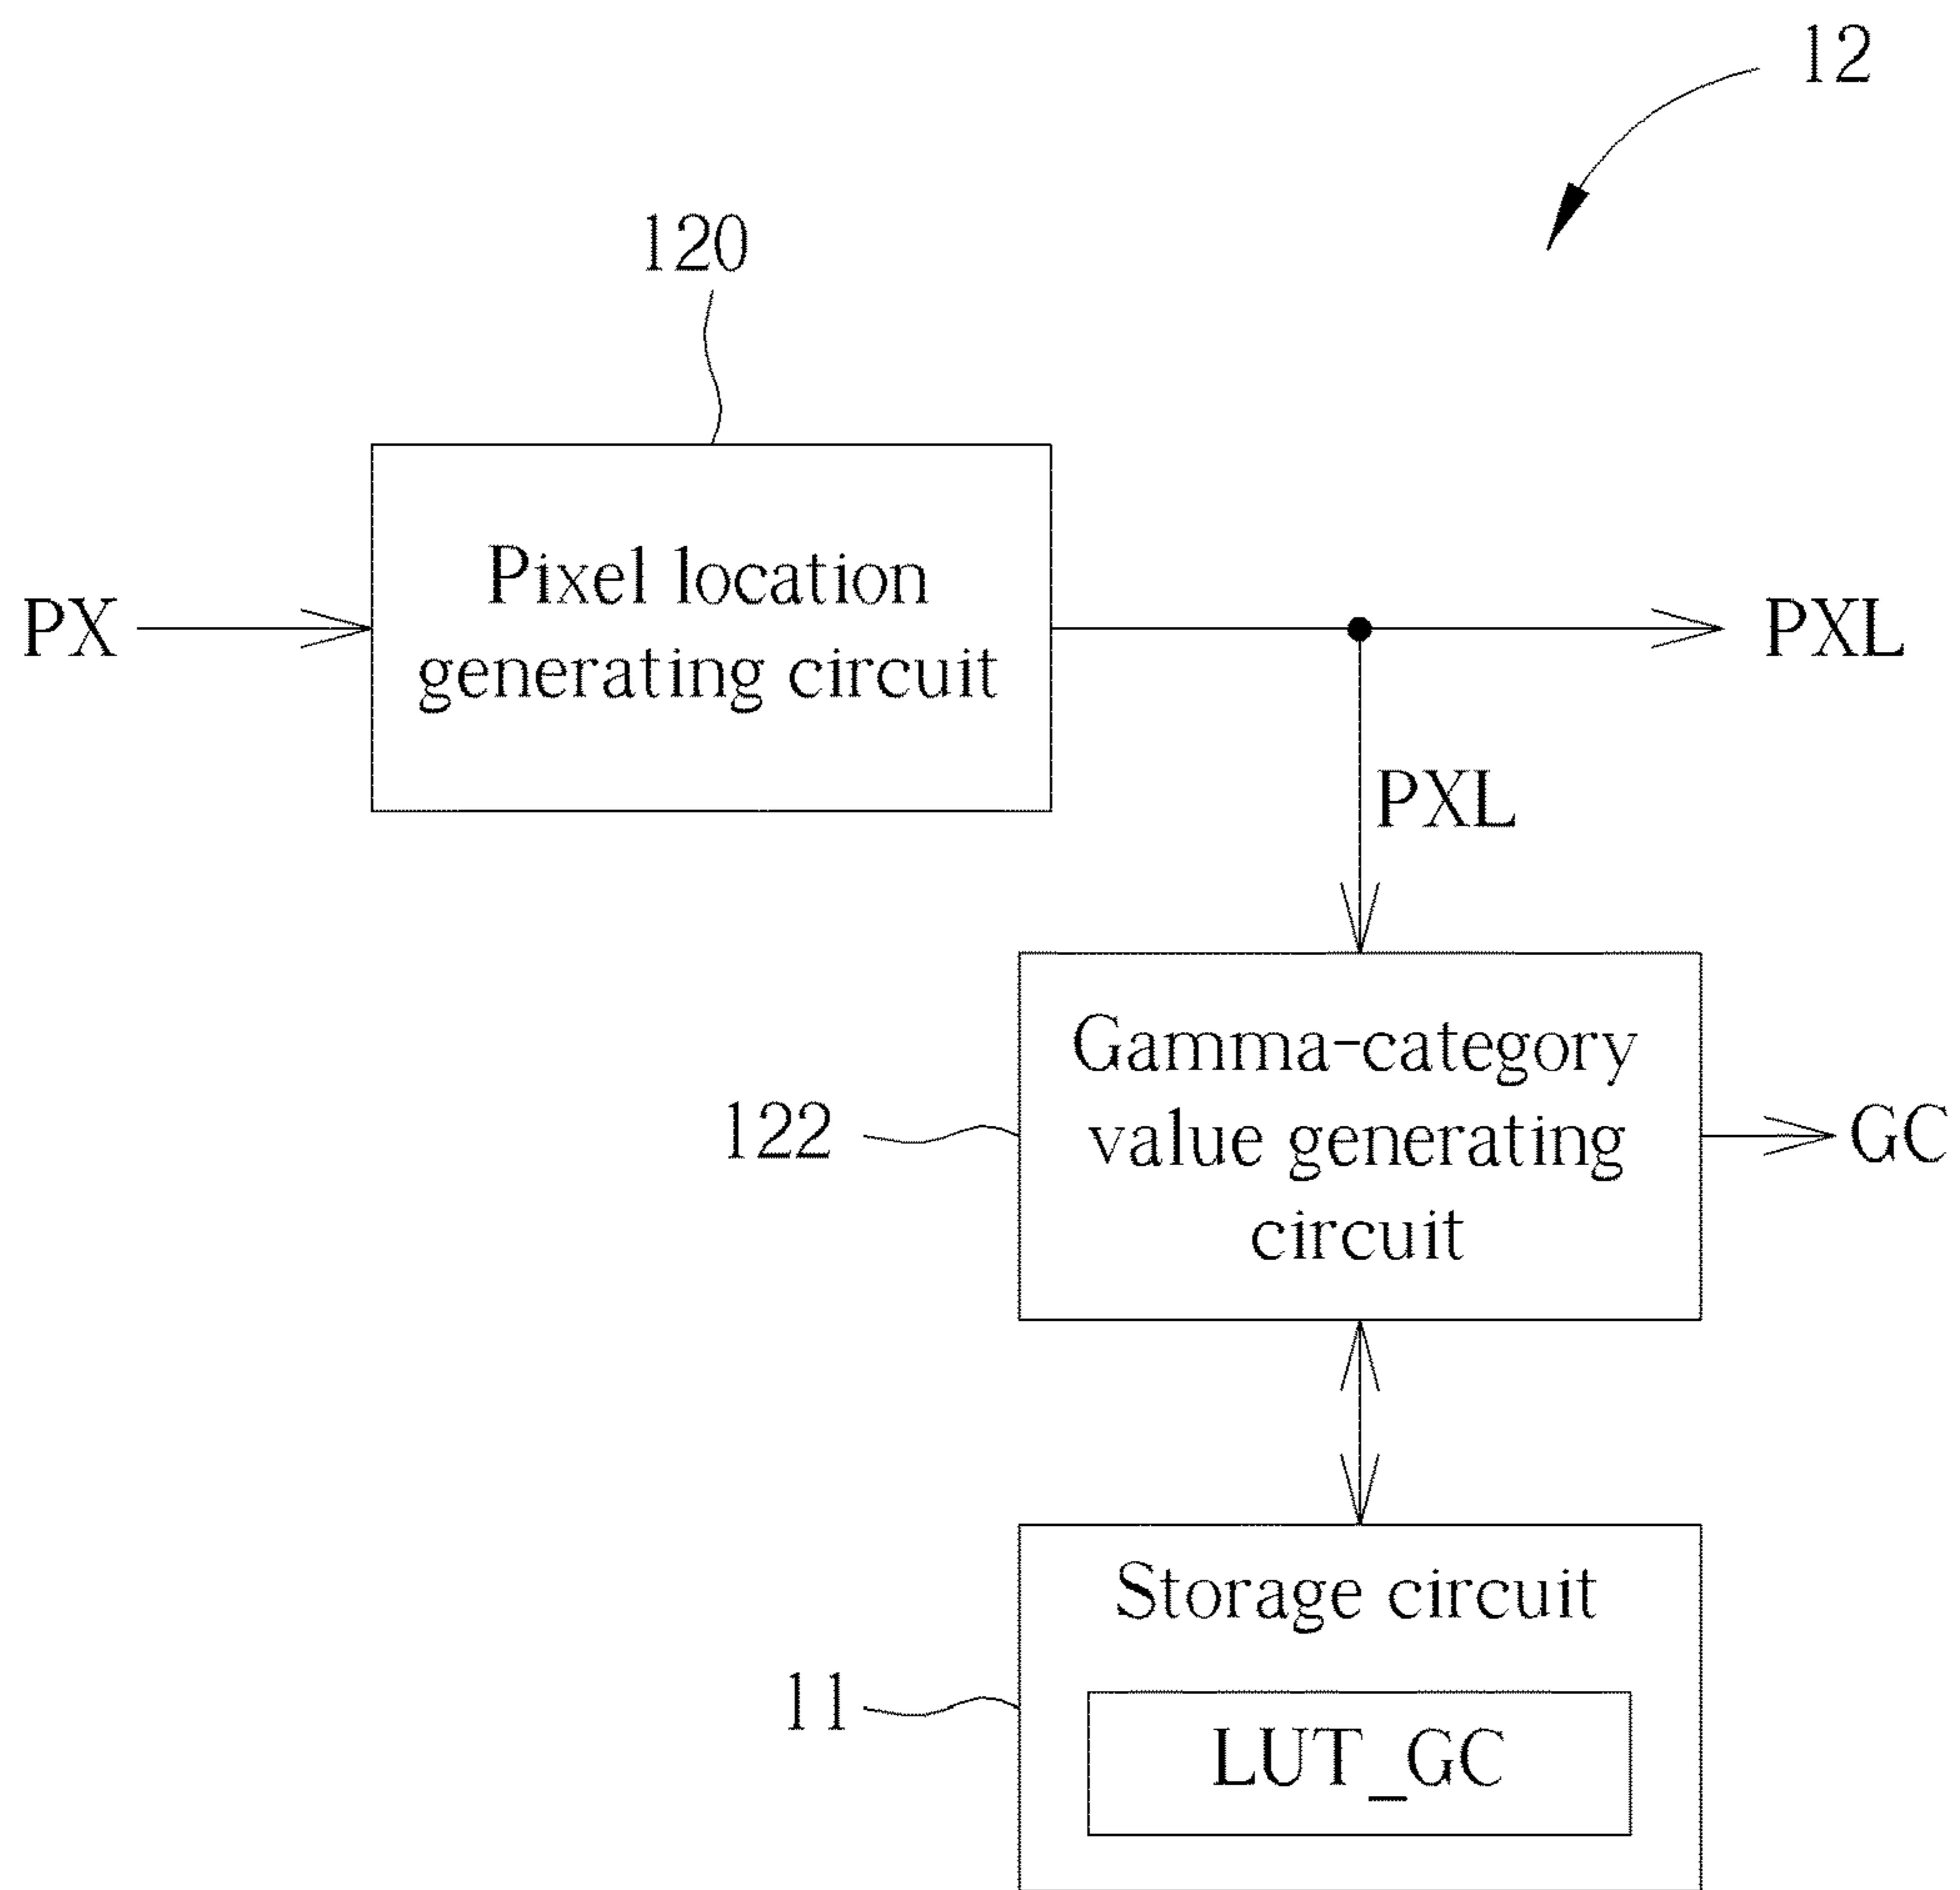 12
120
Pixel location
generating circuit
PX
PXL
PXL
Gamma-category
value generating
circuit
122
GC
Storage circuit
11
LUT_GC